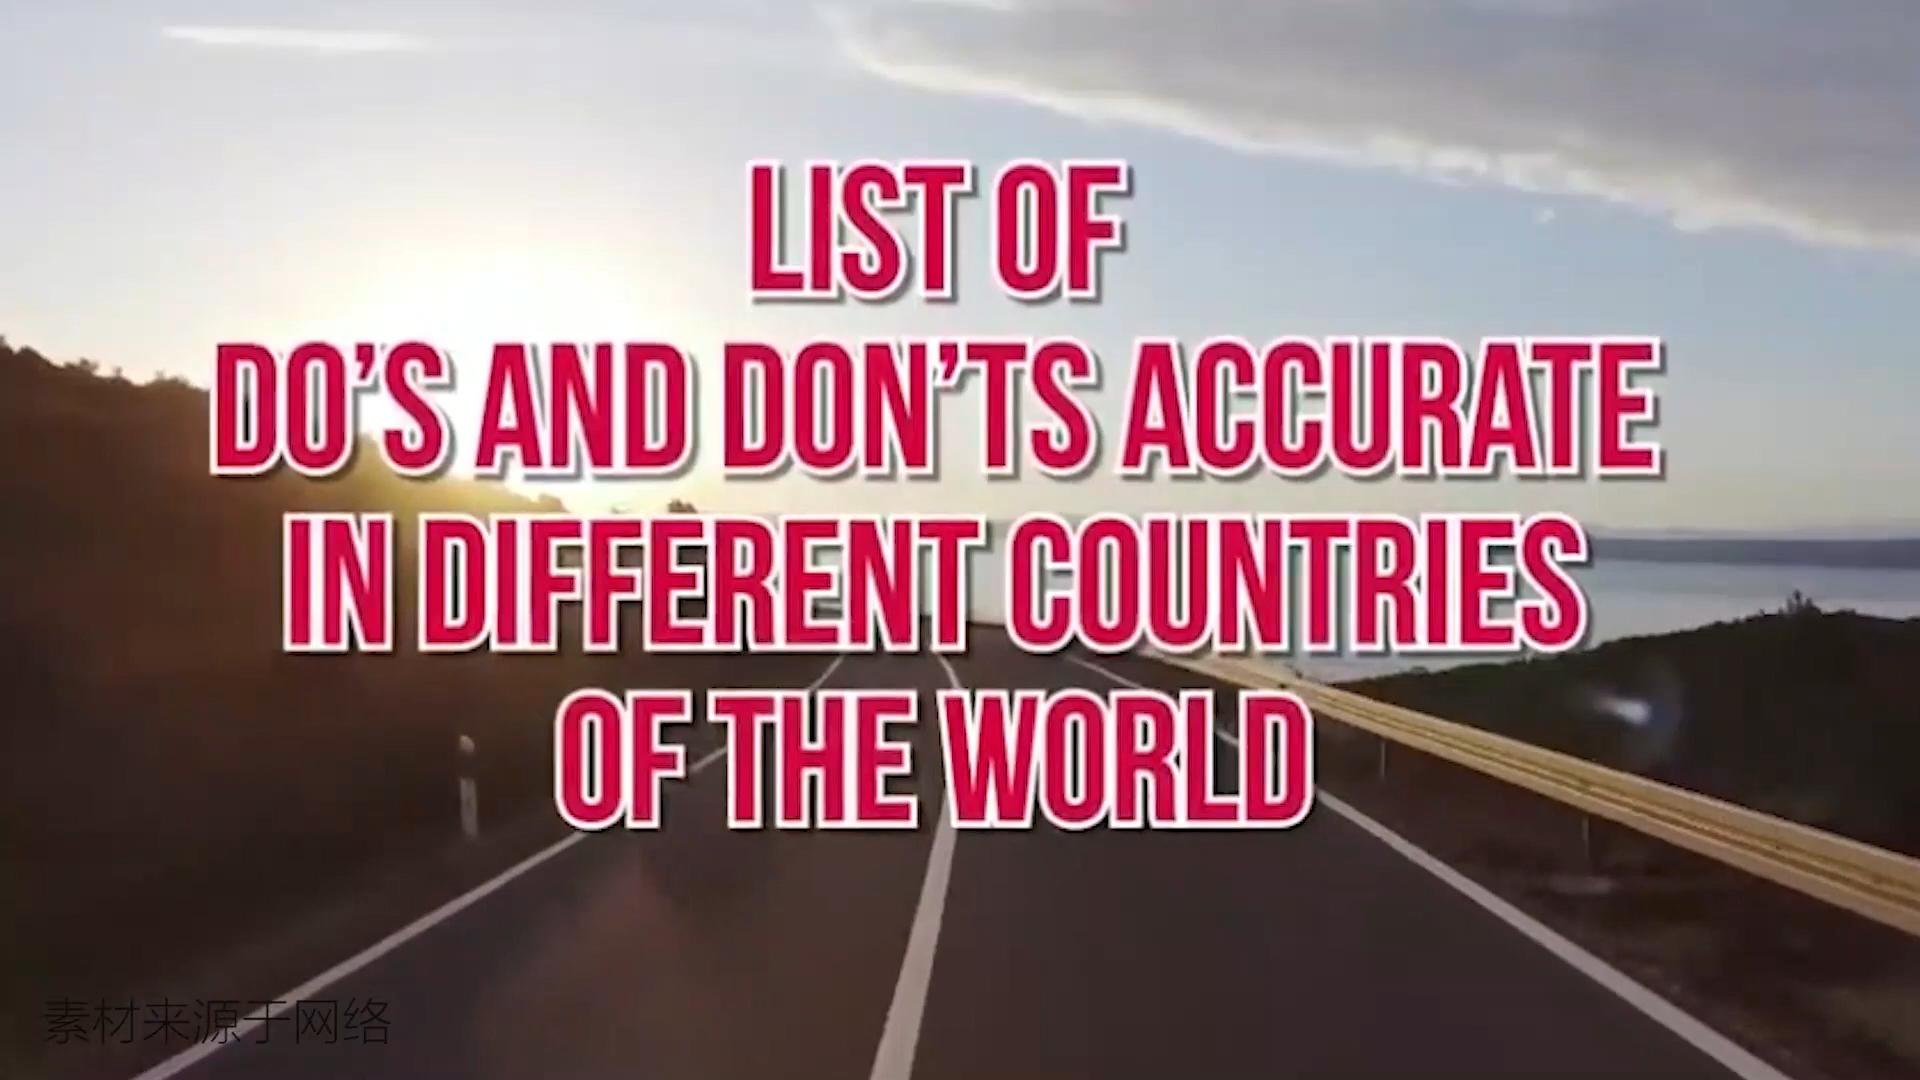 LIST OF
DO’S AND DON’TS ACCURATE
IN DIFFERENT COUNTRIES
OF THE WORLD
素材来源于网络